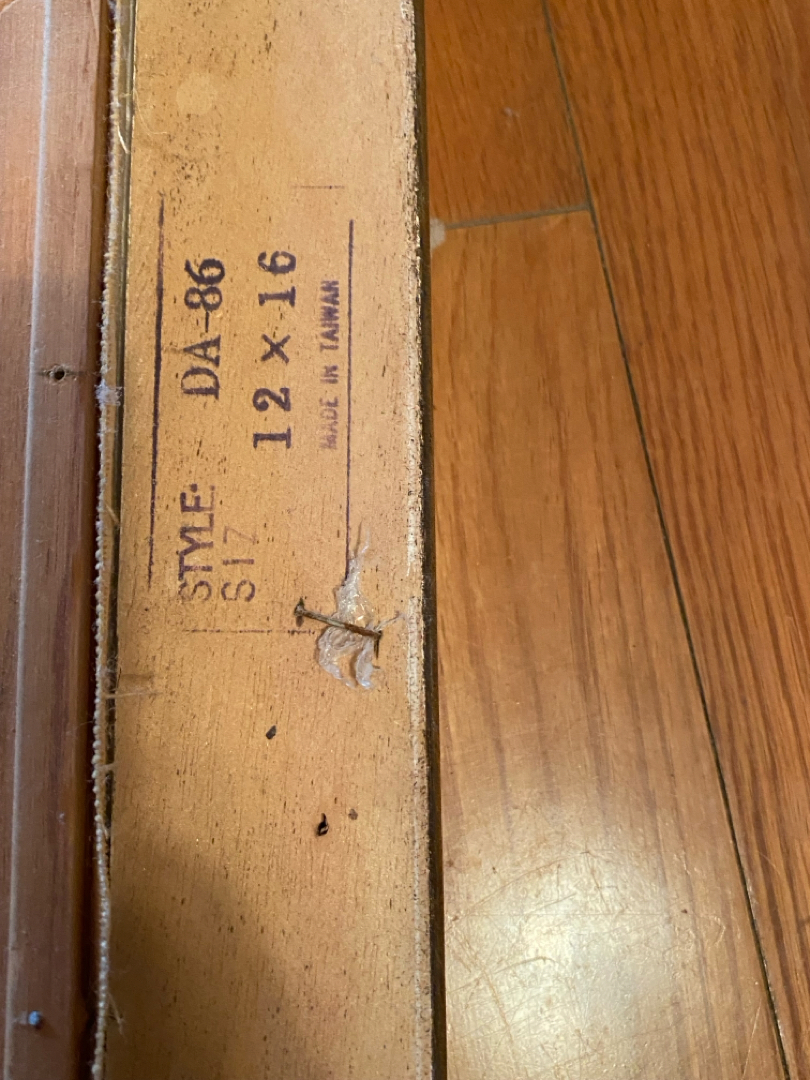 STYLE: DA-86
S17 12 x 16
MADE IN TAIWAN